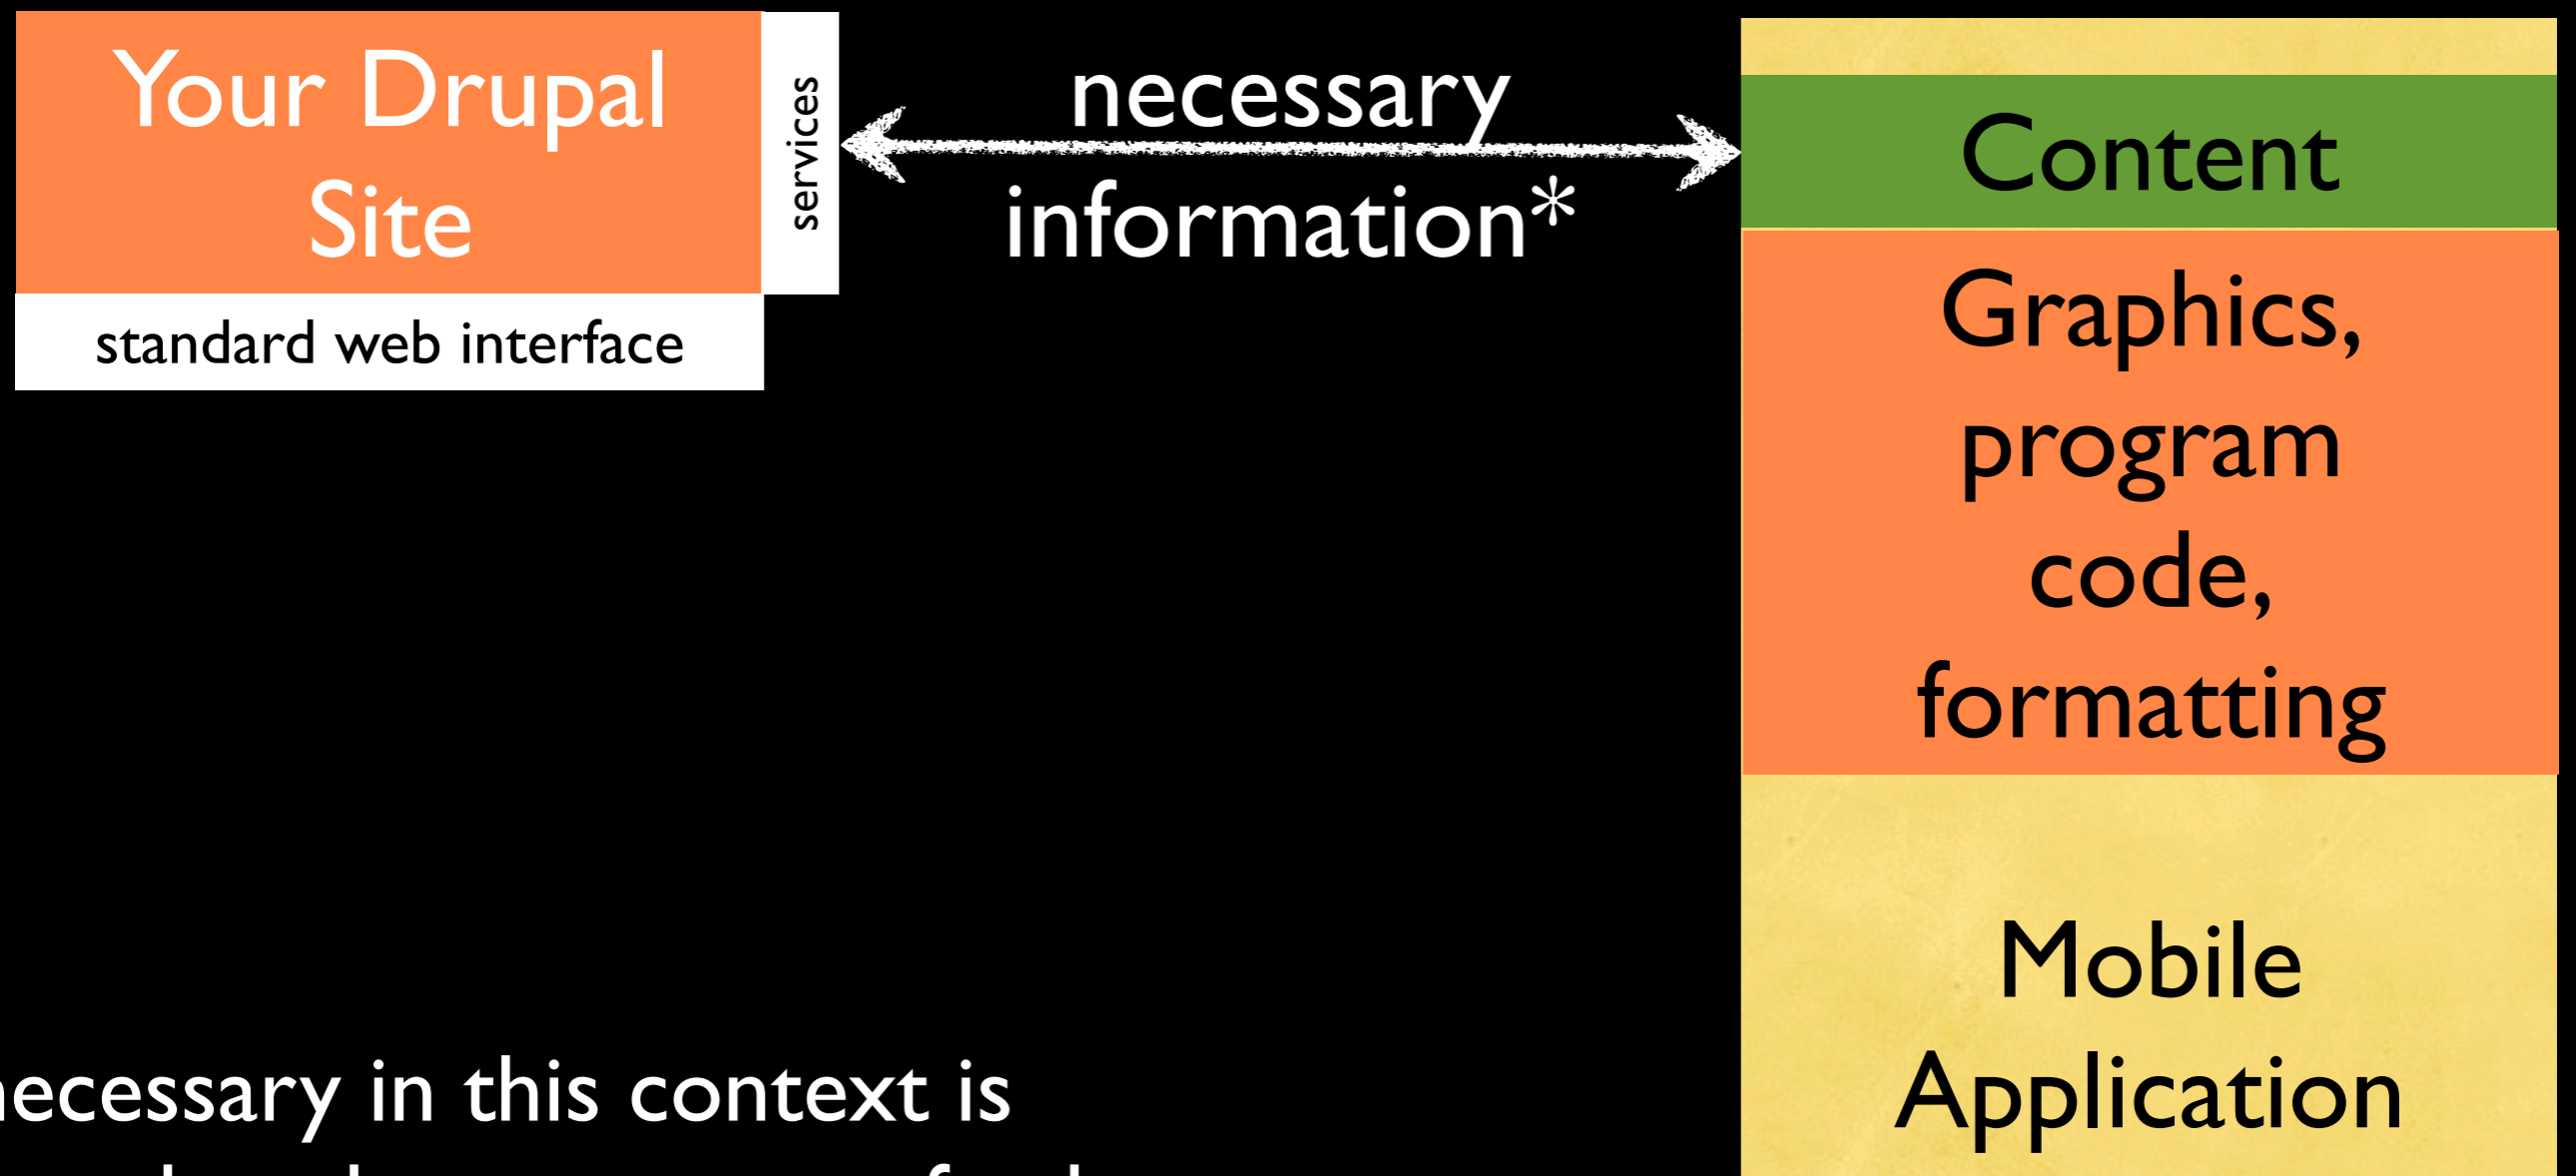 Your Drupal
Site
services
standard web interface
necessary
information*
Content
Graphics,
program
code,
formatting
Mobile
Application
necessary in this context is